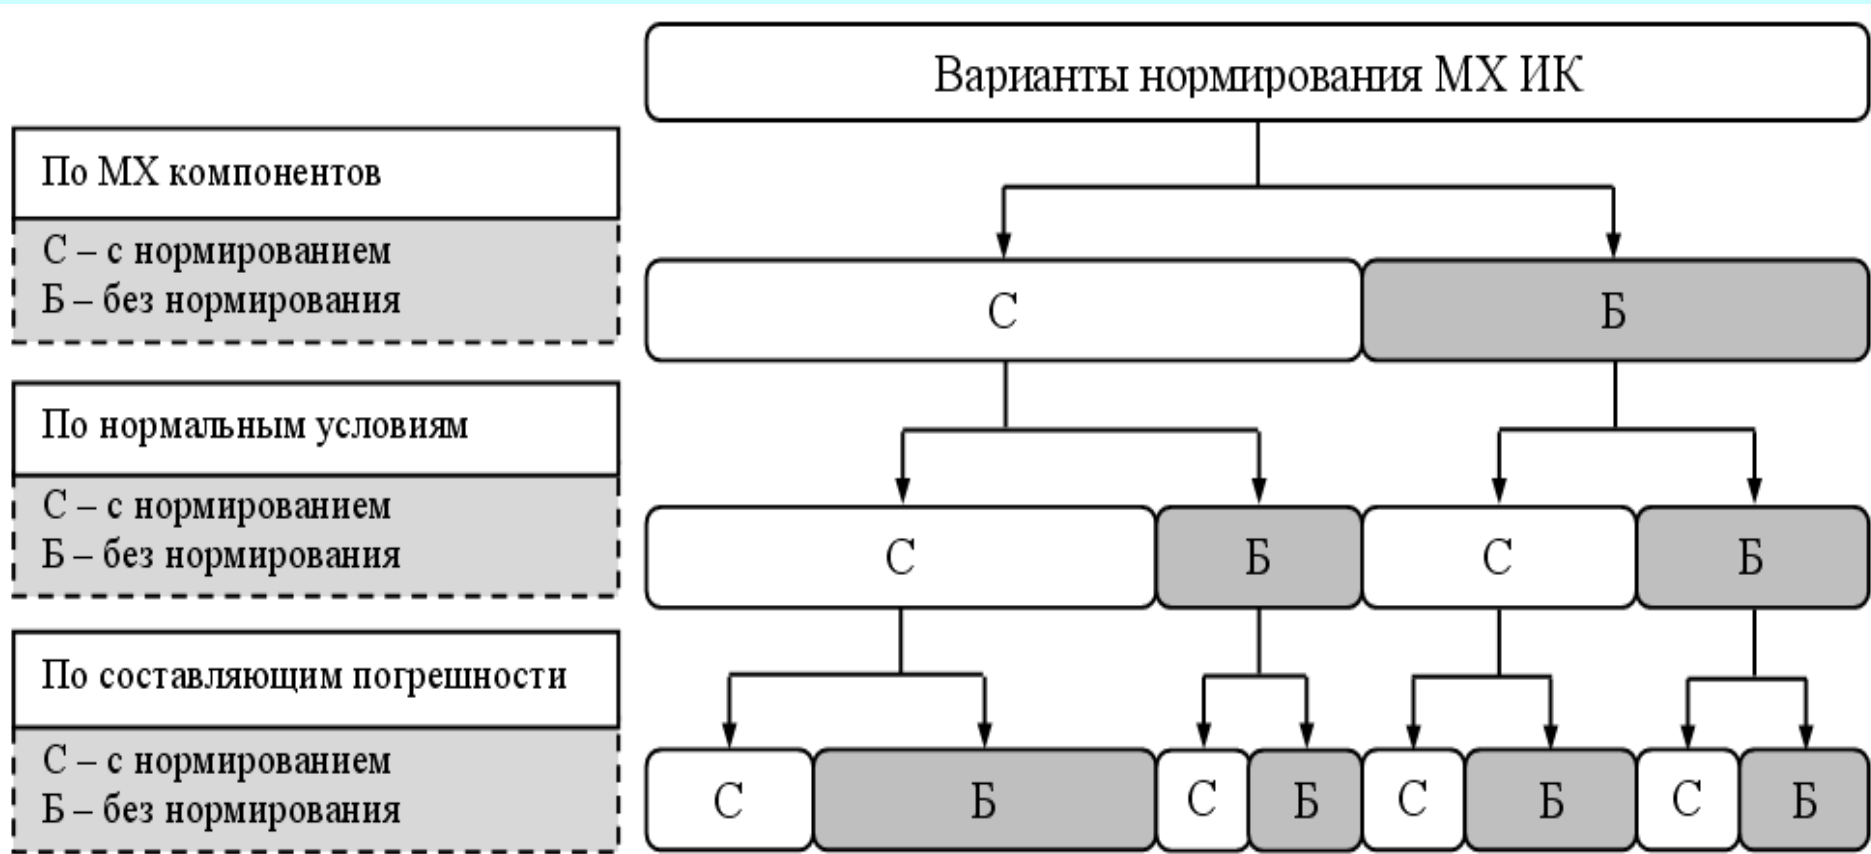 Варианты нормирования МХ ИК
По МХ компонентов
С – с нормированием
Б – без нормирования
С Б
По нормальным условиям
С – с нормированием
Б – без нормирования
С Б С Б
По составляющим погрешности
С – с нормированием
Б – без нормирования
С Б С Б С Б С Б